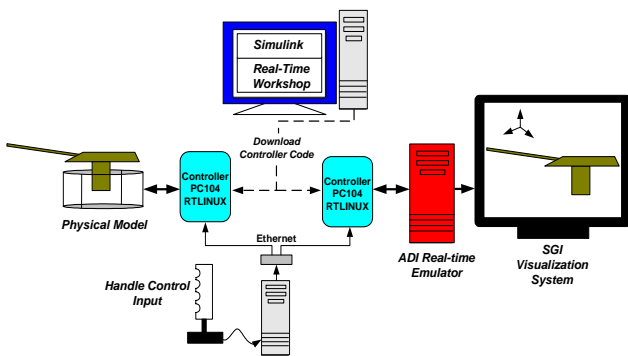 Simulink
Real-Time
Workshop
Download
Controller Code
Controller
PC104
RTLINUX
Controller
PC104
RTLINUX
Physical Model
Ethernet
ADI Real-time
Emulator
SGI
Visualization
System
Handle Control
Input